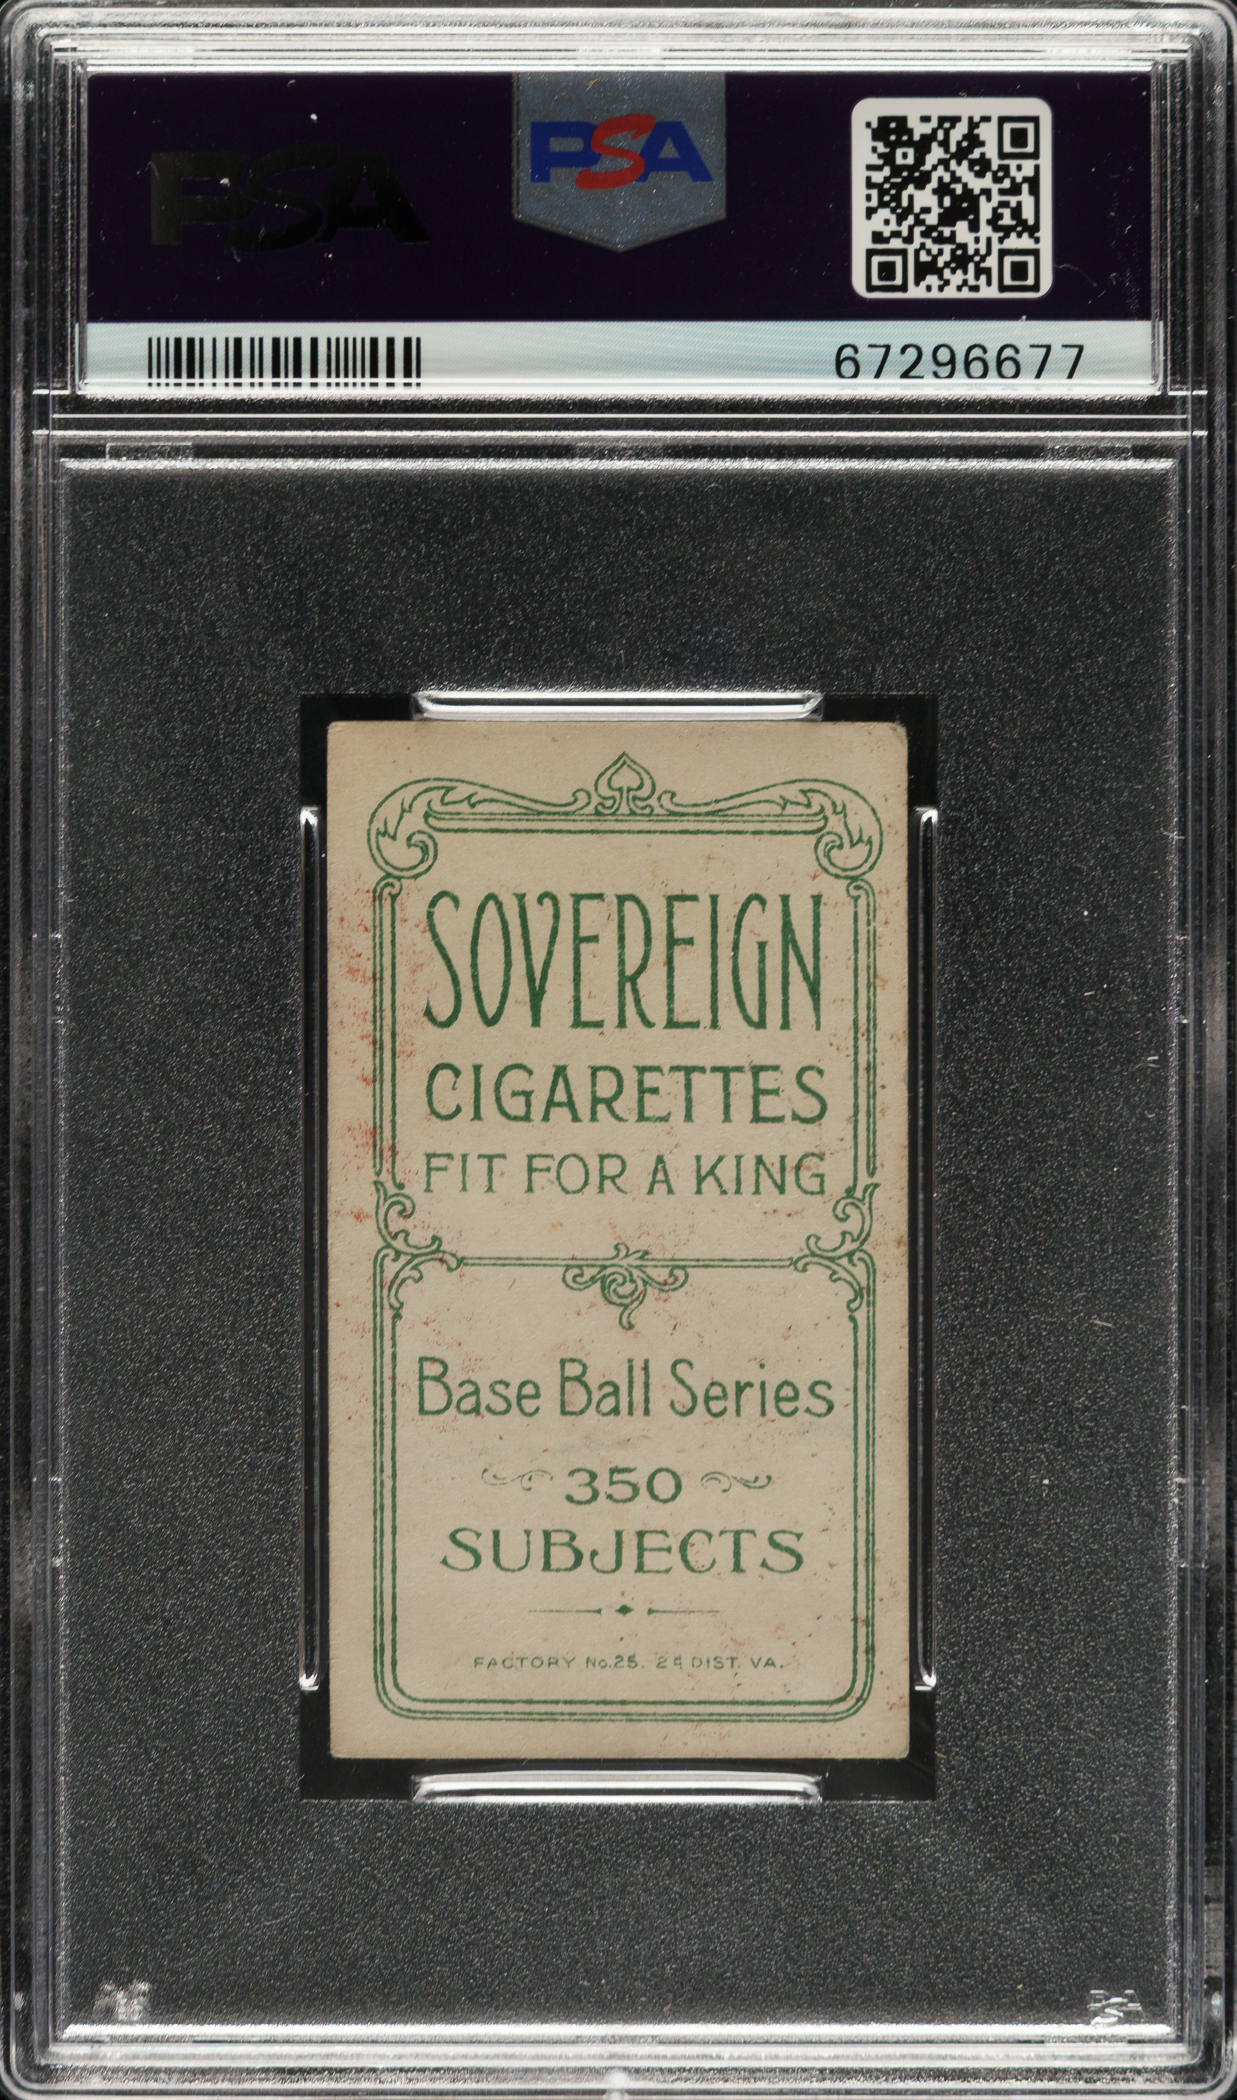 PSA
PSA
67296677
SOVEREIGN
CIGARETTES
FIT FOR A KING
Base Ball Series
350
SUBJECTS
FACTORY No.25. 2D DIST. VA.